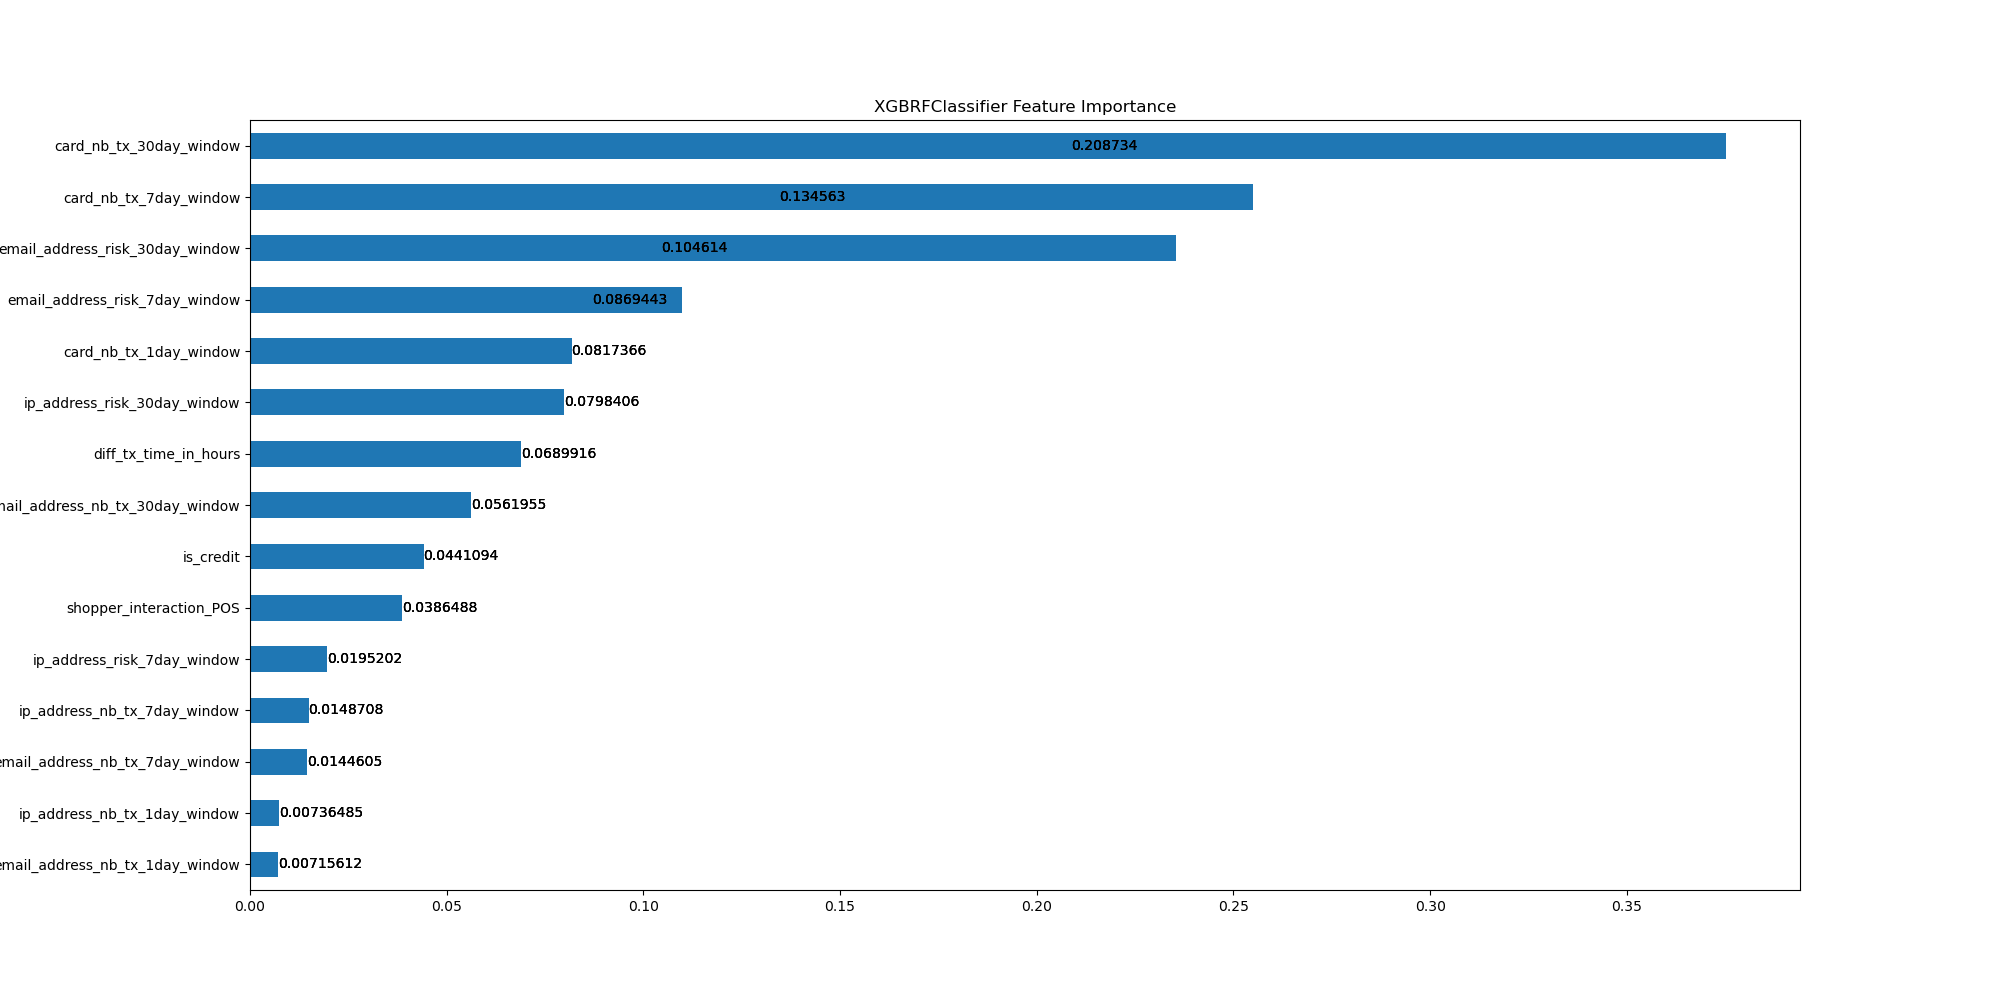 XGBRFClassifier Feature Importance
card_nb_tx_30day_window 0.208734
card_nb_tx_7day_window 0.134563
email_address_risk_30day_window 0.104614
email_address_risk_7day_window 0.0869443
card_nb_tx_1day_window 0.0817366
ip_address_risk_30day_window 0.0798406
diff_tx_time_in_hours 0.0689916
mail_address_nb_tx_30day_window 0.0561955
is_credit 0.0441094
shopper_interaction_POS 0.0386488
ip_address_risk_7day_window 0.0195202
ip_address_nb_tx_7day_window 0.0148708
email_address_nb_tx_7day_window 0.0144605
ip_address_nb_tx_1day_window 0.00736485
email_address_nb_tx_1day_window 0.00715612
0.00 0.05 0.10 0.15 0.20 0.25 0.30 0.35